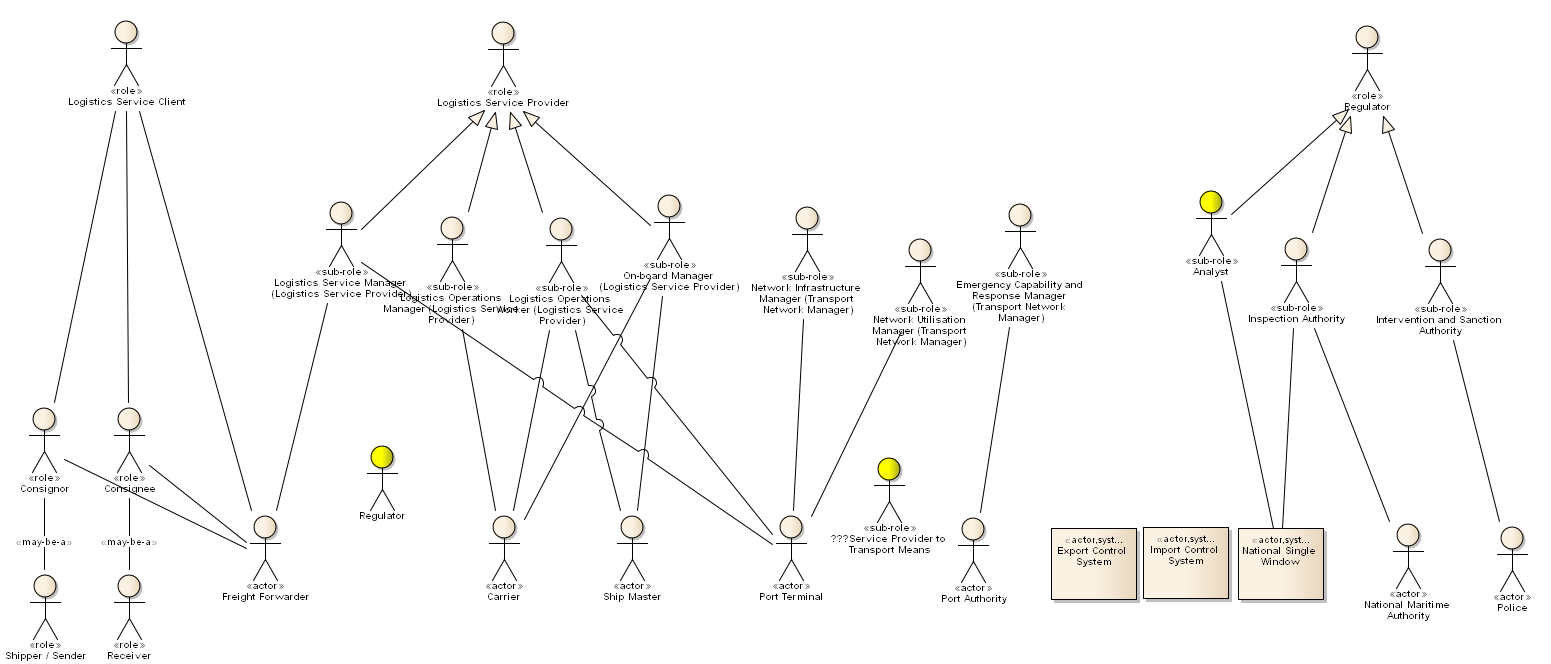 «role»
Logistics Service Client
«role»
Logistics Service Provider
«role»
Regulator
«sub-role»
Logistics Service Manager
(Logistics Service Provider)
«sub-role»
Logistics Operations
Manager (Logistics Service
Provider)
«sub-role»
Logistics Operations
Worker (Logistics Service
Provider)
«sub-role»
On-board Manager
(Logistics Service Provider)
«sub-role»
Network Infrastructure
Manager (Transport
Network Manager)
«sub-role»
Network Utilisation
Manager (Transport
Network Manager)
«sub-role»
Emergency Capability and
Response Manager
(Transport Network
Manager)
«sub-role»
Analyst
«sub-role»
Inspection Authority
«sub-role»
Intervention and Sanction
Authority
«role»
Consignor
«role»
Consignee
«may-be-a»
«may-be-a»
«role»
Shipper / Sender
«role»
Receiver
«actor»
Freight Forwarder
Regulator
«actor»
Carrier
«actor»
Ship Master
«actor»
Port Terminal
«sub-role»
???Service Provider to
Transport Means
«actor»
Port Authority
«actor,syst...
Export Control
System
«actor,syst...
Import Control
System
«actor,syst...
National Single
Window
«actor»
National Maritime
Authority
«actor»
Police